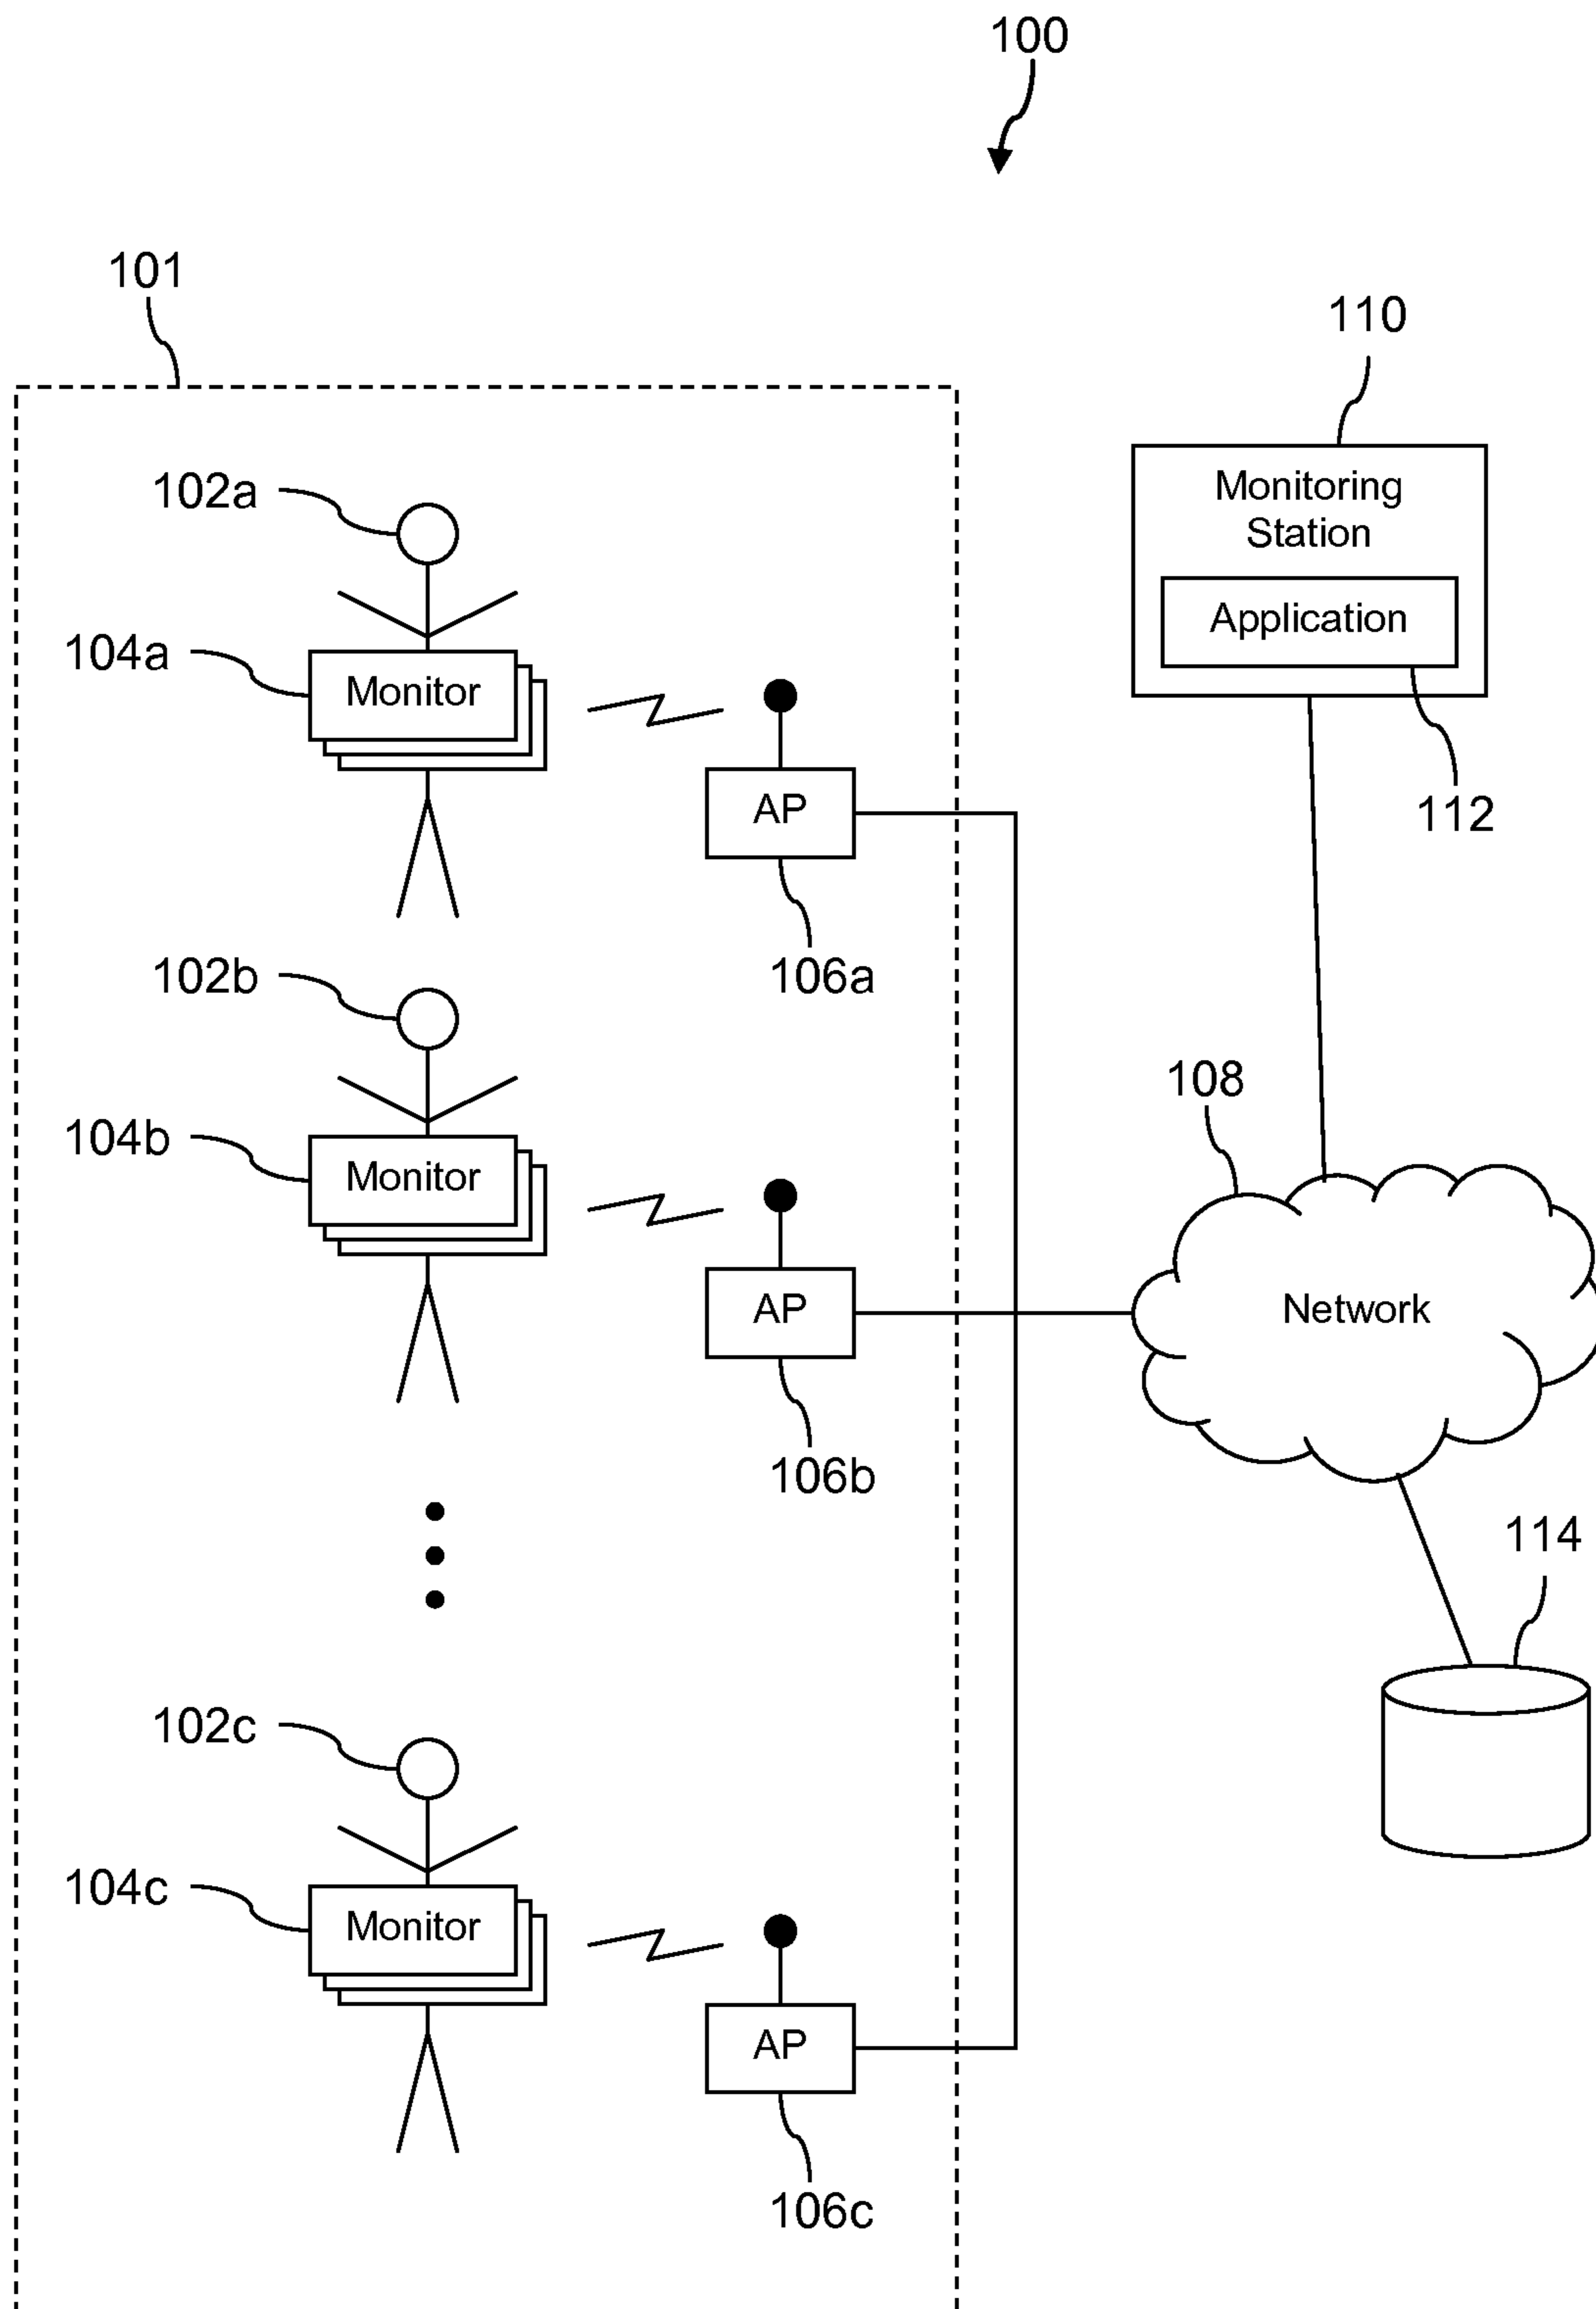 100
101
110
Monitoring
Station
Application
112
102a
104a
Monitor
AP
106a
102b
104b
Monitor
AP
106b
108
Network
114
102c
104c
Monitor
AP
106c